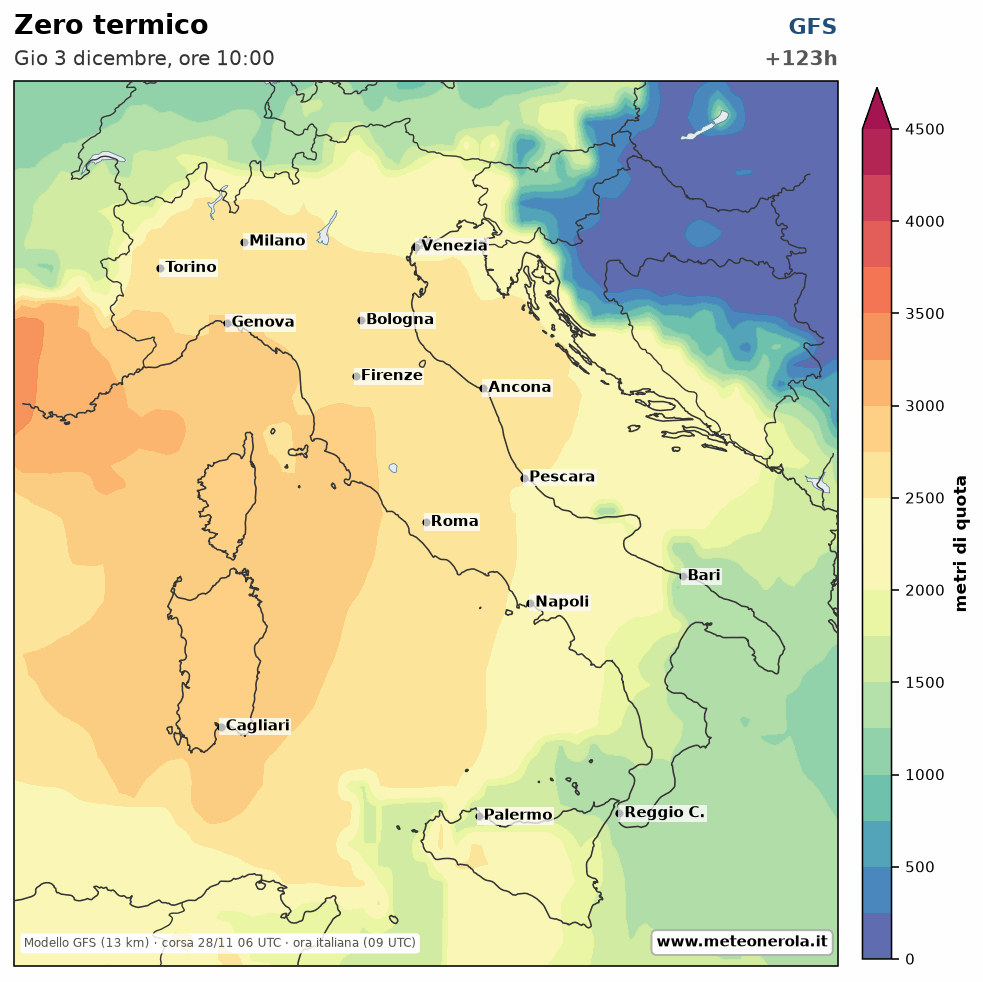 Zero termico
GFS
Gio 3 dicembre, ore 10:00
+123h
4500
4000
3500
3000
2500
2000
1500
1000
500
0
metri di quota
Milano
Venezia
Torino
Genova
Bologna
Firenze
Ancona
Pescara
Roma
Bari
Napoli
Cagliari
Palermo
Reggio C.
Modello GFS (13 km) · corsa 28/11 06 UTC · ora italiana (09 UTC)
www.meteonerola.it